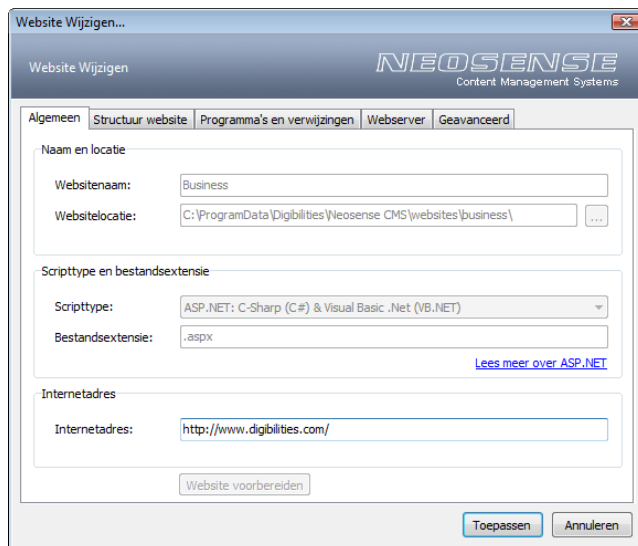 Website Wijzigen...
Website Wijzigen
NEOSENSE
Content Management Systems
Algemeen Structuur website Programma's en verwijzingen Webserver Geavanceerd
Naam en locatie
Websitenaam: Business
Websitelocatie: C:\ProgramData\Digibilities\Neosense CMS\websites\business\ ...
Scripttype en bestandsextensie
Scripttype: ASP.NET: C-Sharp (C#) & Visual Basic .Net (VB.NET)
Bestandsextensie: .aspx
Lees meer over ASP.NET
Internetadres
Internetadres: http://www.digibilities.com/
Website voorbereiden
Toepassen Annuleren